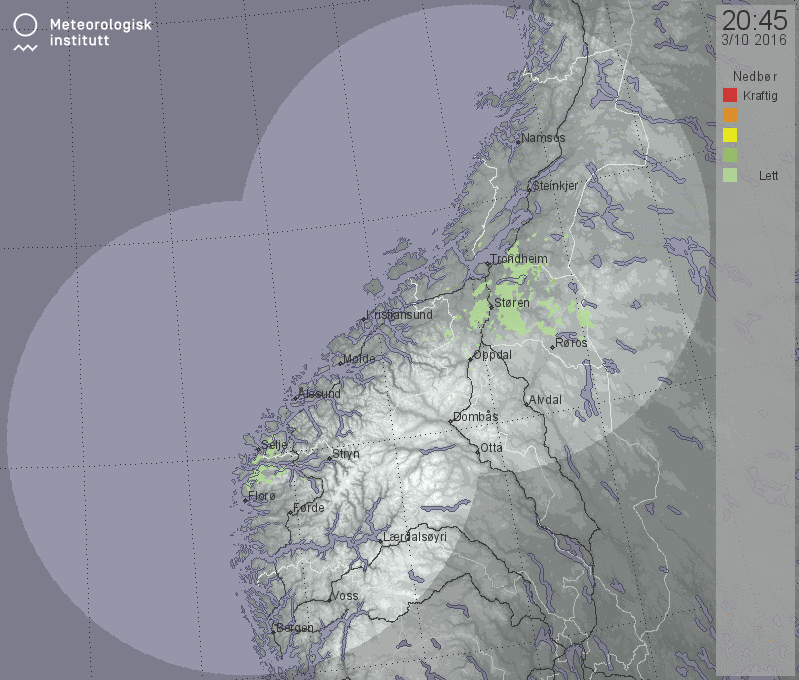 Meteorologisk
institutt
20:45
3/10 2016
Nedbør
Kraftig
Lett
Namsos
Steinkjer
Trondheim
Støren
Kristiansund
Røros
Oppdal
Molde
Ålesund
Alvdal
Dombås
Selje
Otta
Stryn
Florø
Førde
Lærdalsøyri
Voss
Bergen